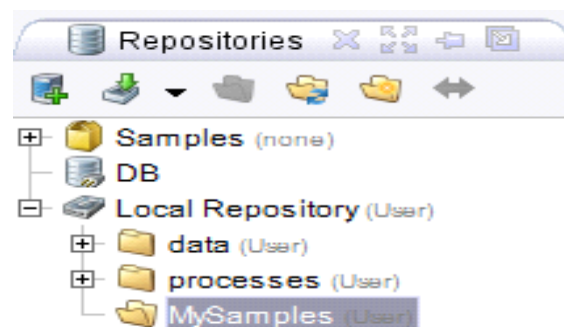 Repositories
Samples (none)
DB
Local Repository (User)
data (User)
processes (User)
MySamples (User)